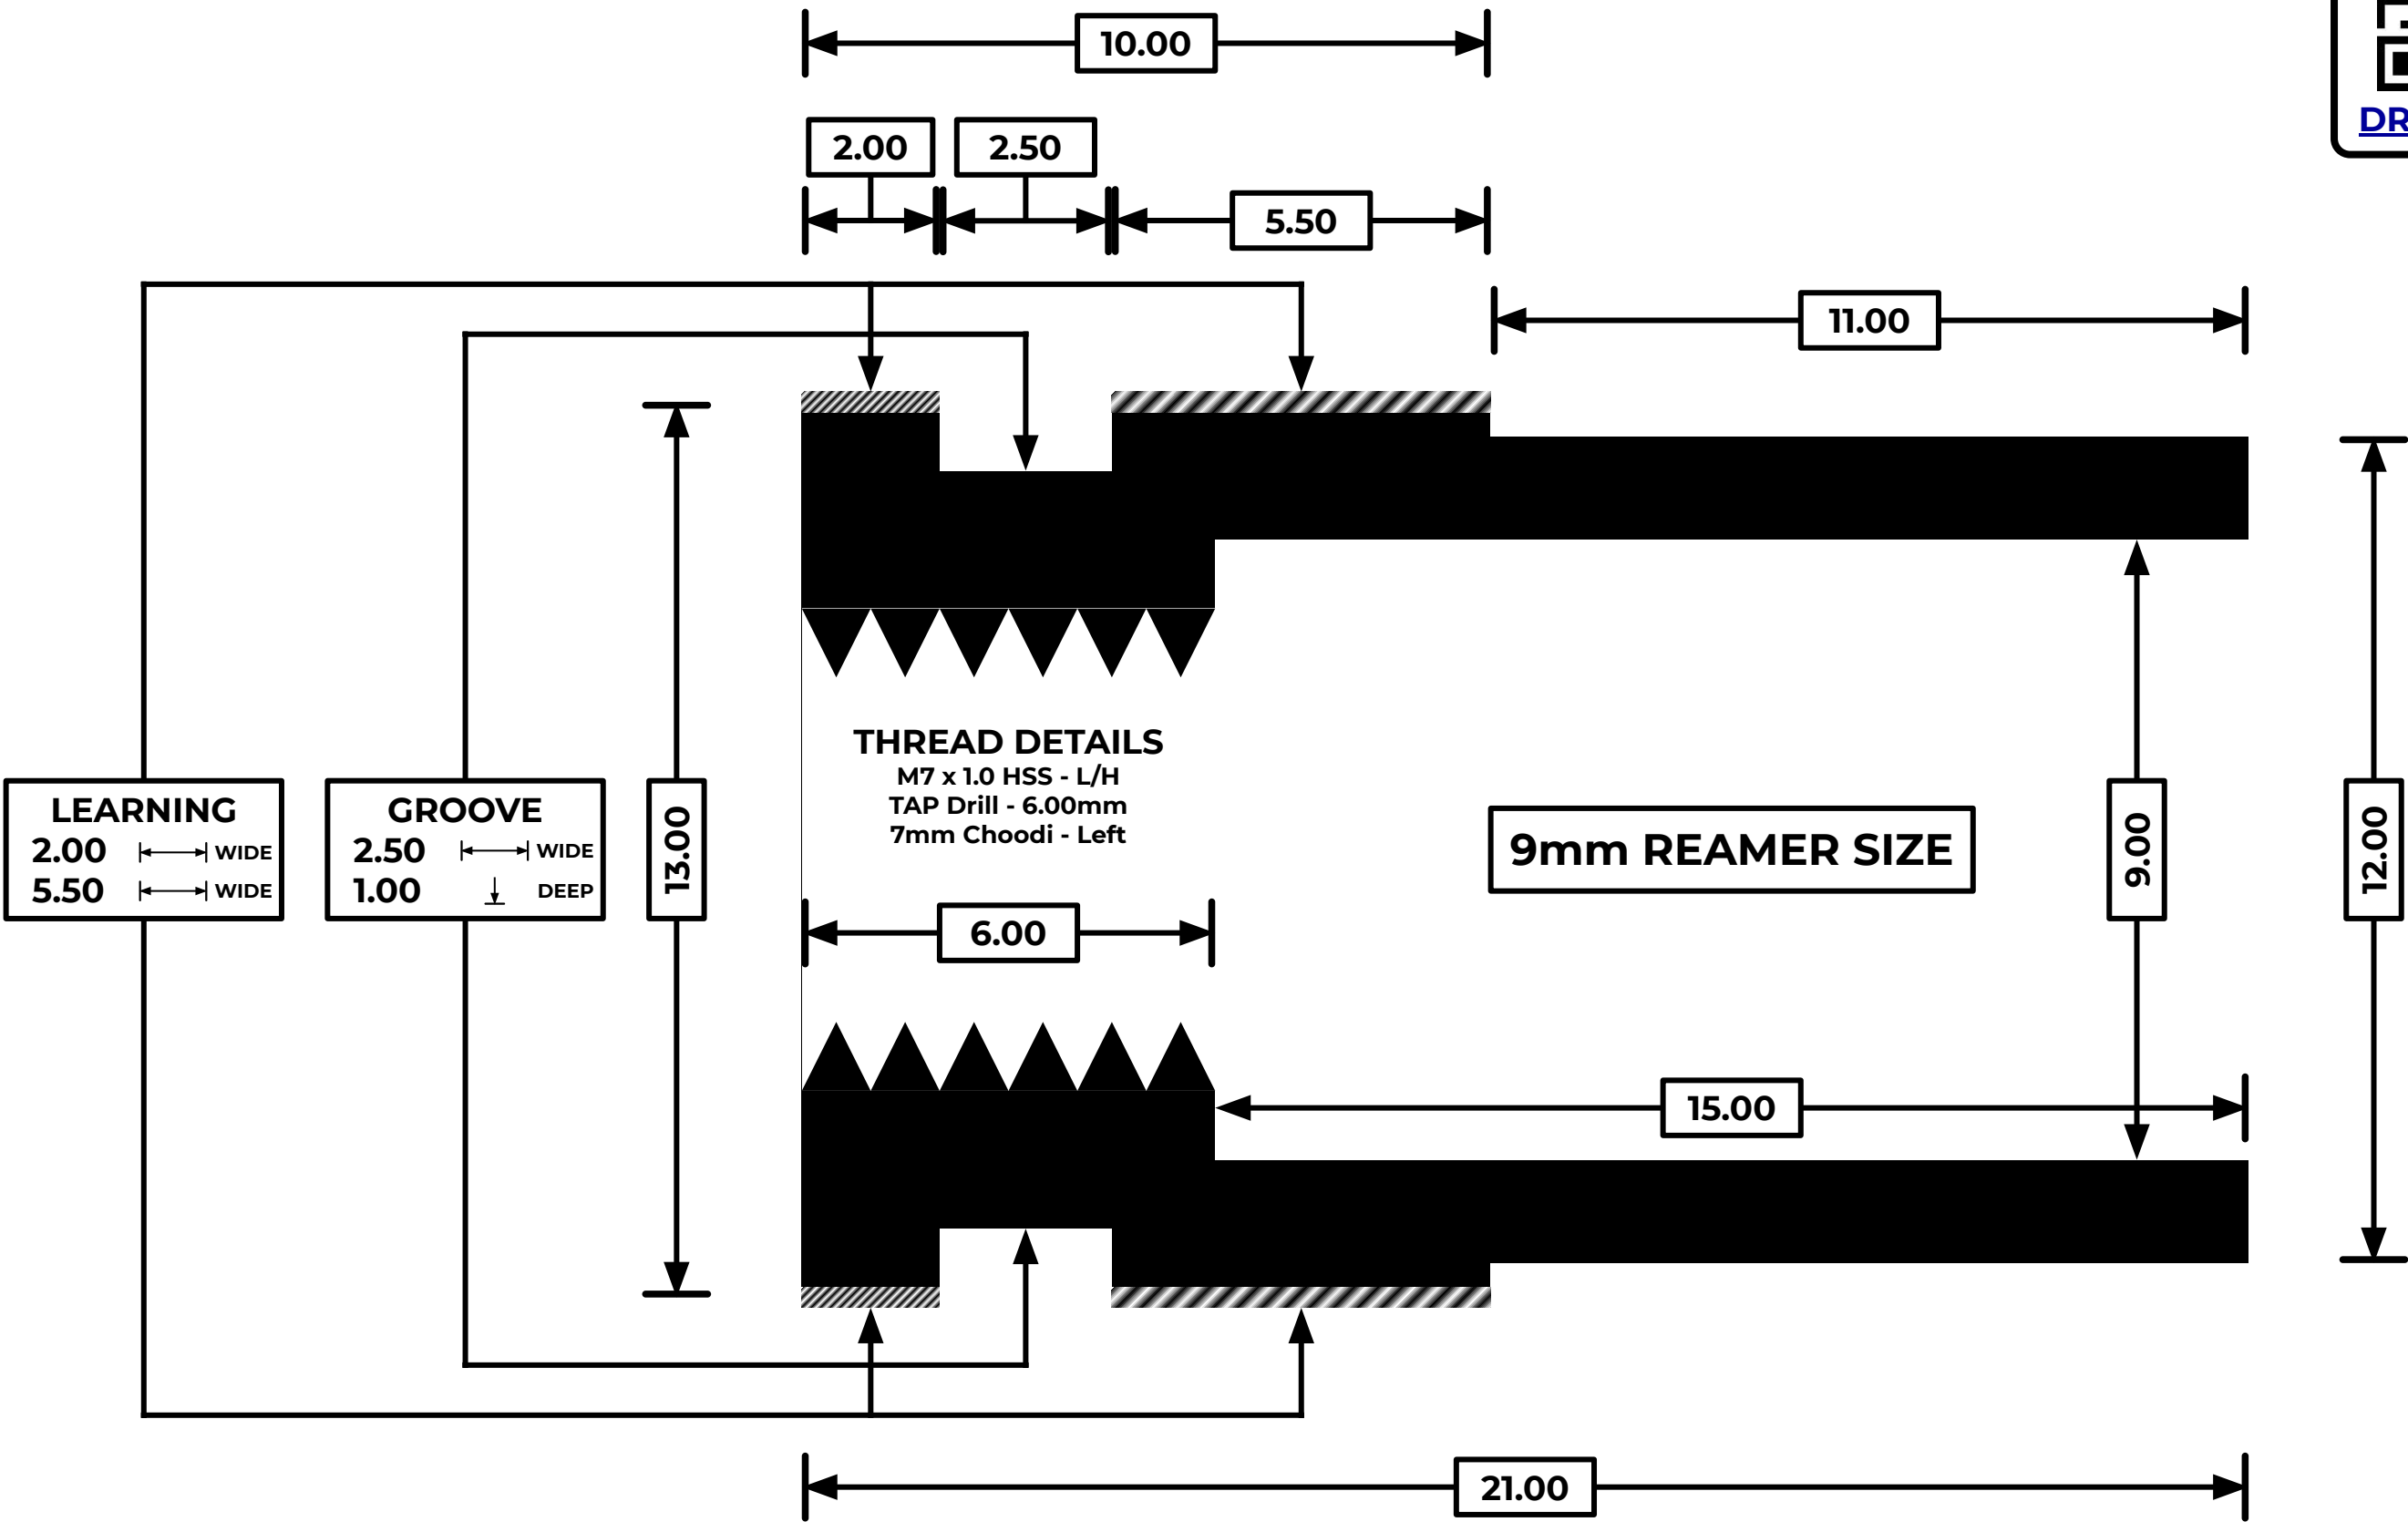 10.00
2.00
2.50
5.50
11.00
THREAD DETAILS
M7 x 1.0 HSS - L/H
TAP Drill - 6.00mm
7mm Choodi - Left
LEARNING
2.00 WIDE
5.50 WIDE
GROOVE
2.50 WIDE
1.00 DEEP
13.00
9mm REAMER SIZE
9.00
12.00
6.00
15.00
21.00